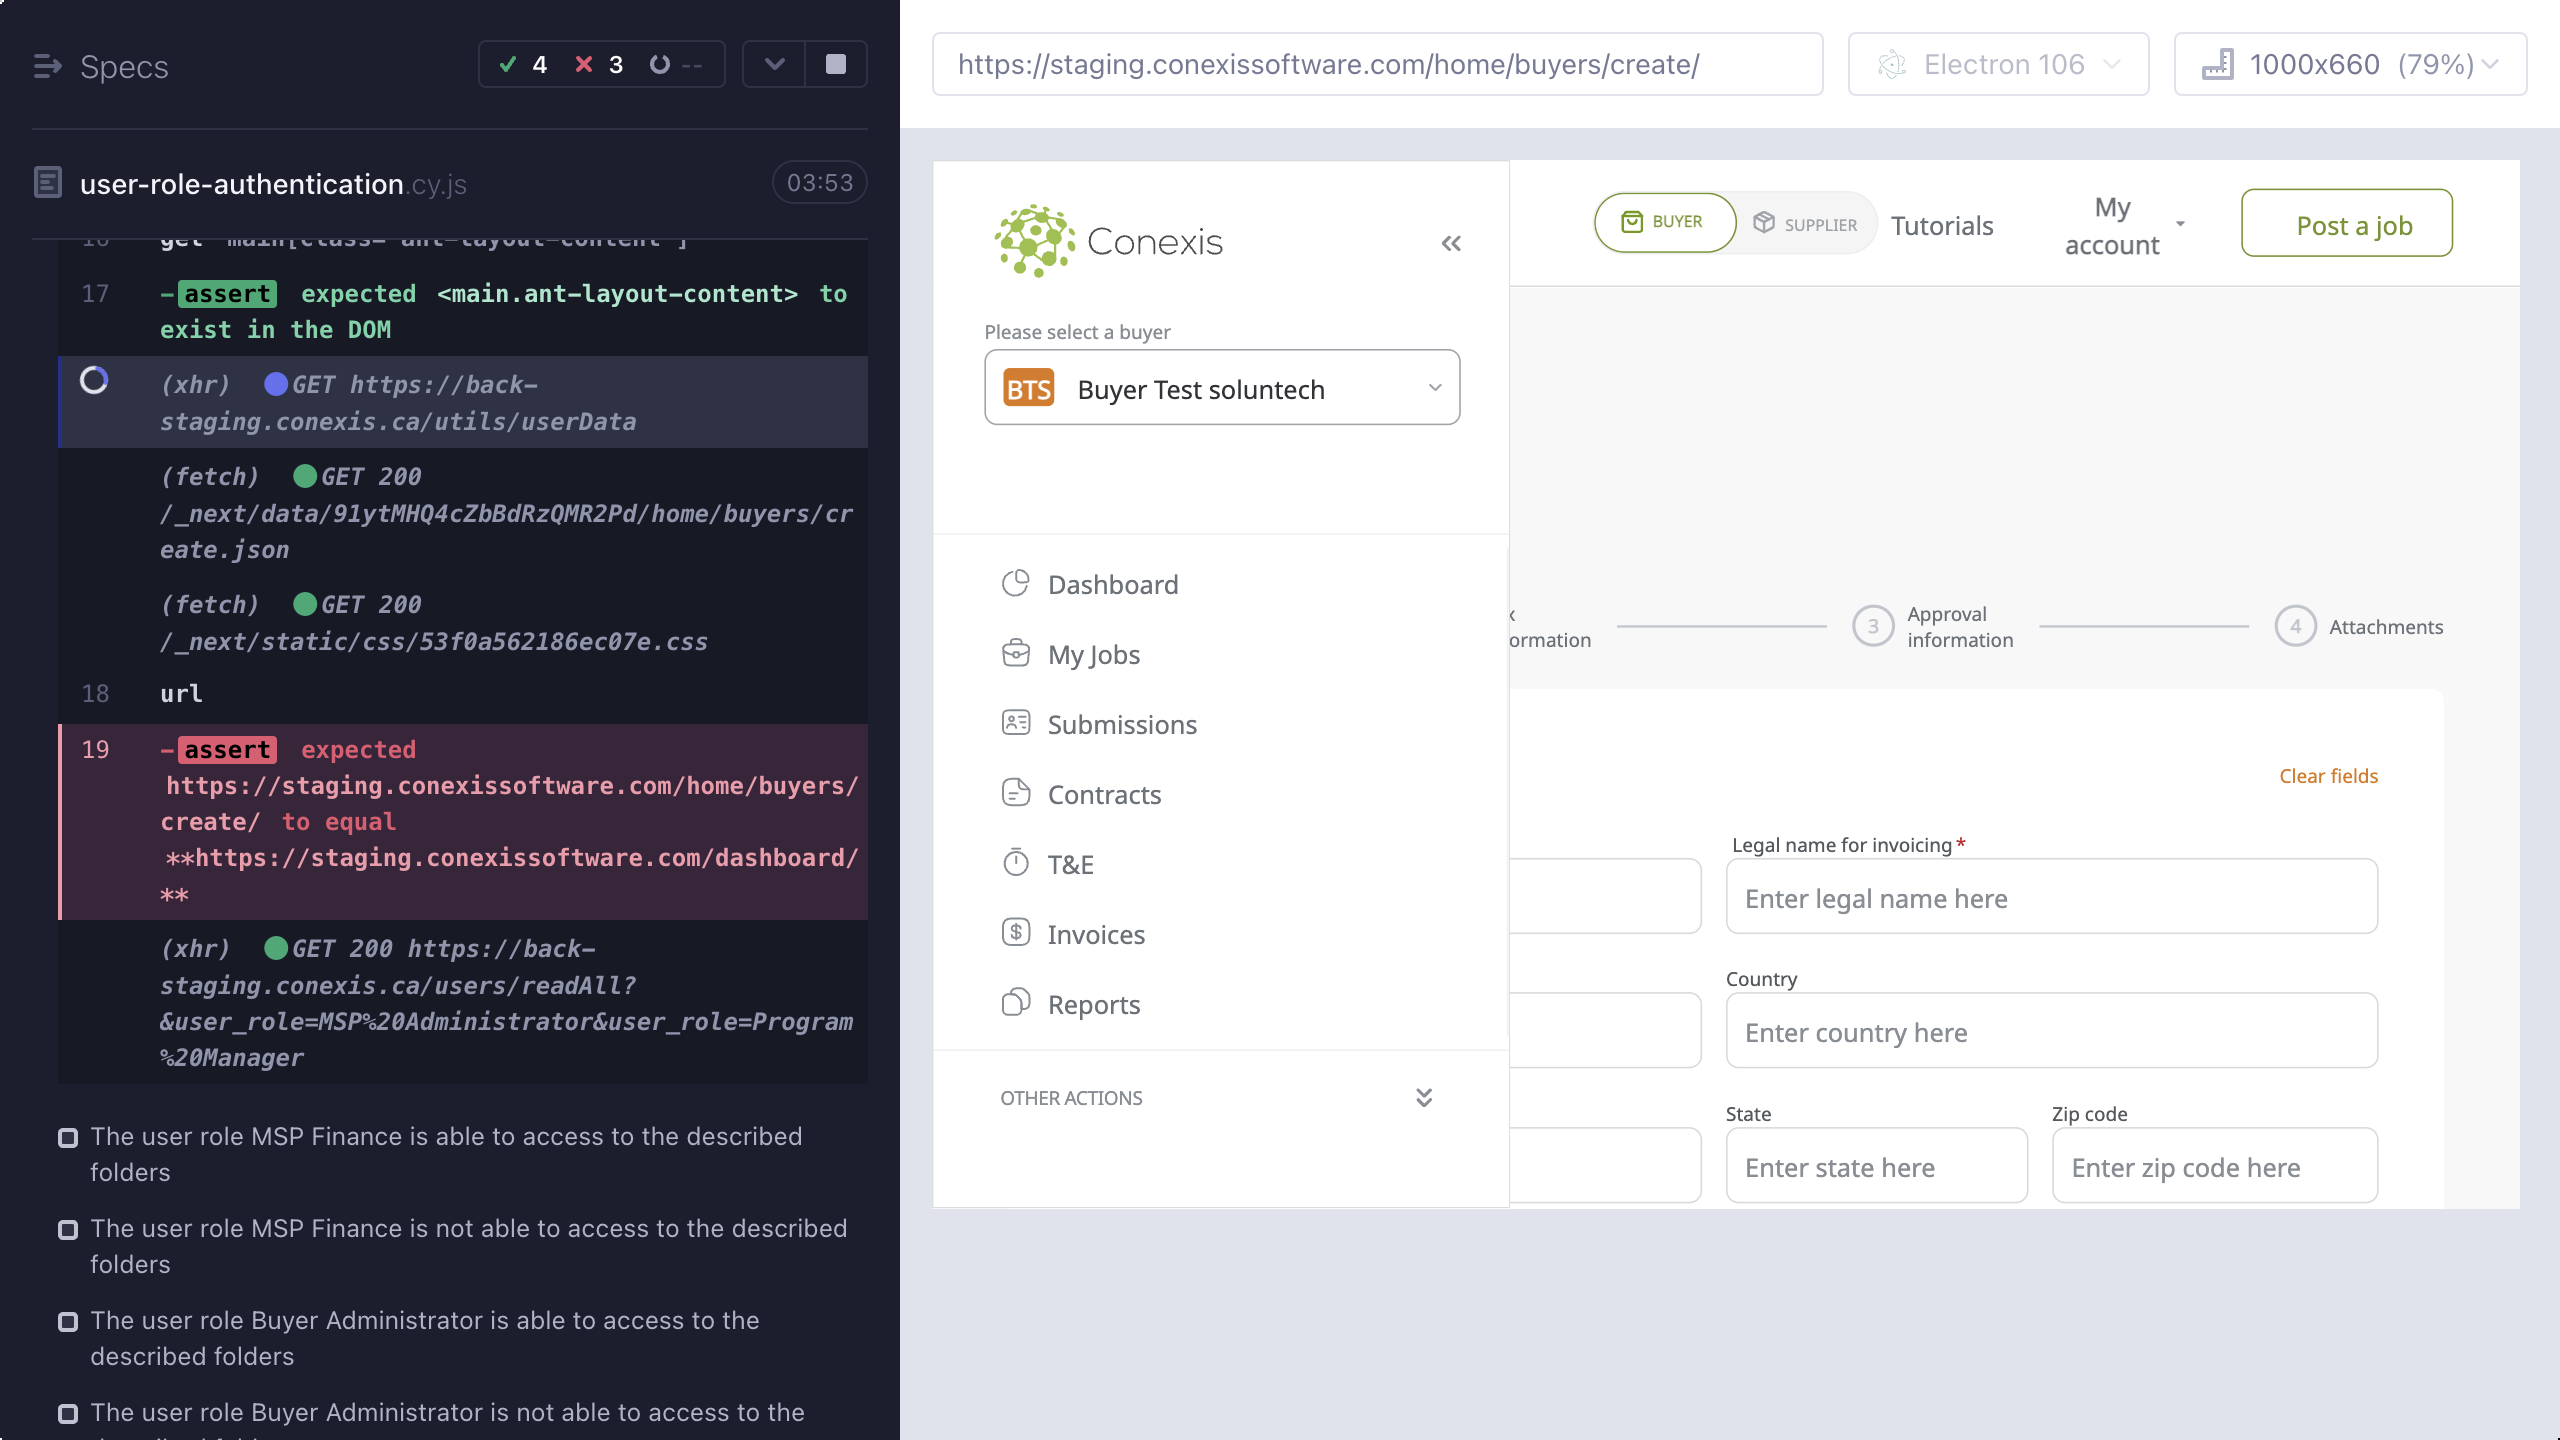 Specs
4 3 --
user-role-authentication.cy.js
03:53
17 -assert expected <main.ant-layout-content> to
exist in the DOM
(xhr) GET https://back-
staging.conexis.ca/utils/userData
(fetch) GET 200
/_next/data/91ytMHQ4cZbBdRzQMR2Pd/home/buyers/cr
eate.json
(fetch) GET 200
/_next/static/css/53f0a562186ec07e.css
18 url
19 -assert expected
https://staging.conexissoftware.com/home/buyers/
create/ to equal
**https://staging.conexissoftware.com/dashboard/
**
(xhr) GET 200 https://back-
staging.conexis.ca/users/readAll?
&user_role=MSP%20Administrator&user_role=Program
%20Manager
The user role MSP Finance is able to access to the described
folders
The user role MSP Finance is not able to access to the described
folders
The user role Buyer Administrator is able to access to the
described folders
The user role Buyer Administrator is not able to access to the
https://staging.conexissoftware.com/home/buyers/create/
Electron 106
1000x660 (79%)
Conexis
Please select a buyer
BTS Buyer Test soluntech
Dashboard
My Jobs
Submissions
Contracts
T&E
Invoices
Reports
OTHER ACTIONS
BUYER
SUPPLIER
Tutorials
My
account
Post a job
ormation
3
Approval
information
4
Attachments
Clear fields
Legal name for invoicing*
Enter legal name here
Country
Enter country here
State
Zip code
Enter state here
Enter zip code here